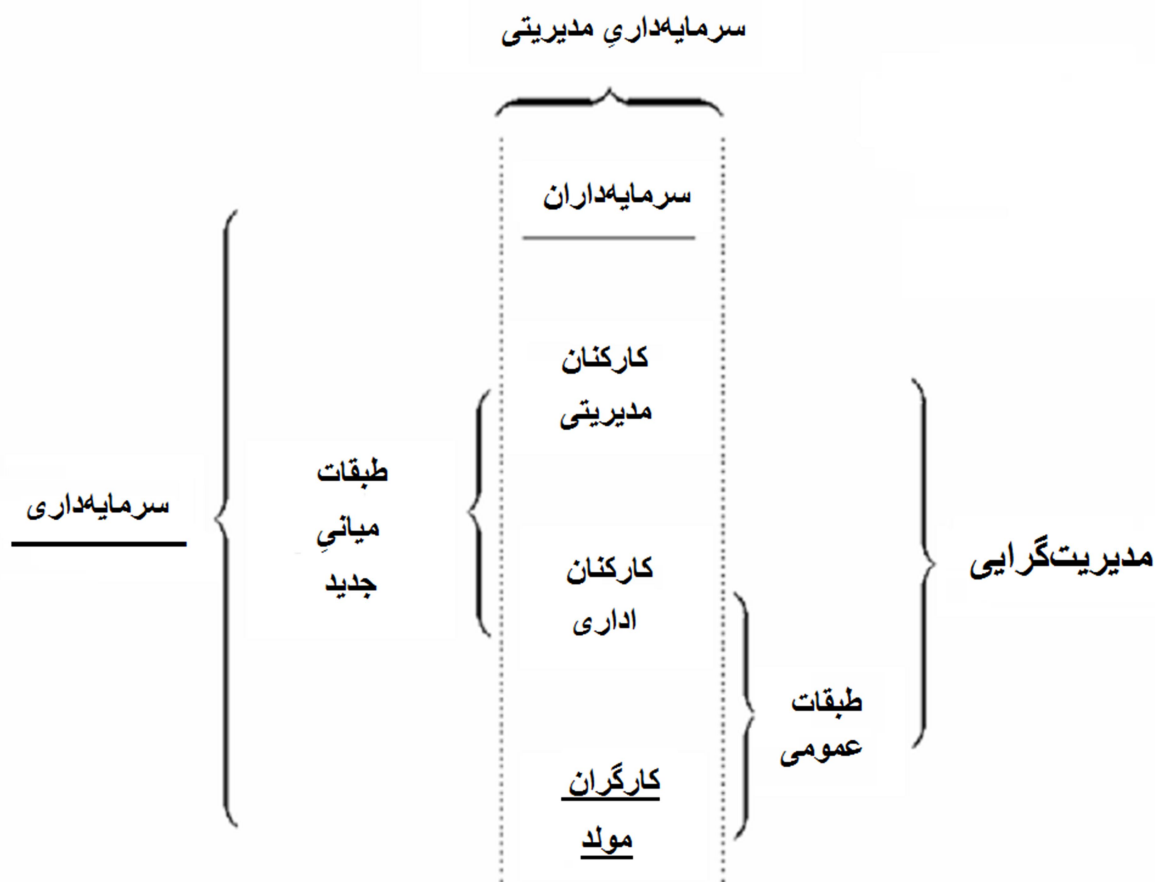 سرمایه‌داریِ مدیریتی
سرمایه‌داران
کارکنان
مدیریتی
طبقات
میانیِ
جدید
سرمایه‌داری
کارکنان
اداری
مدیریت‌گرایی
طبقات
عمومی
کارگران
مولد